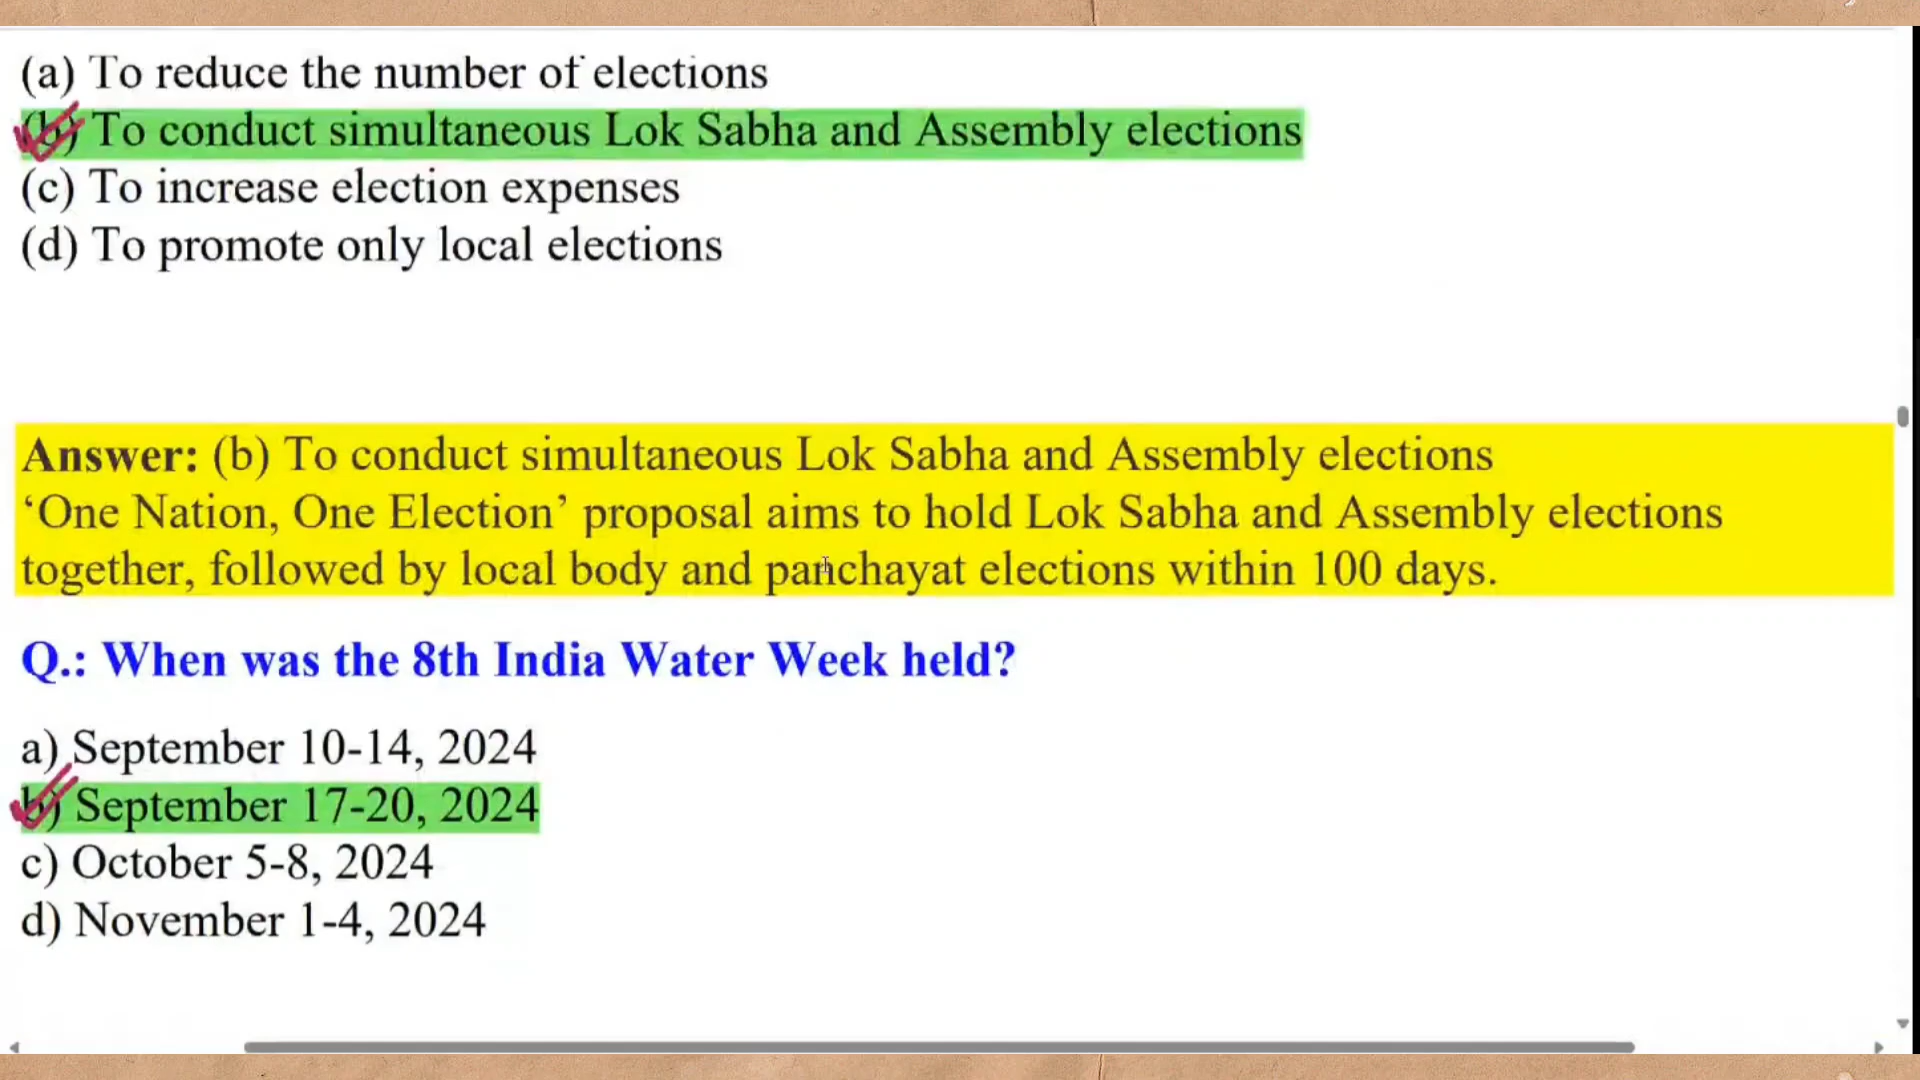 (a) To reduce the number of elections
(b) To conduct simultaneous Lok Sabha and Assembly elections
(c) To increase election expenses
(d) To promote only local elections
Answer: (b) To conduct simultaneous Lok Sabha and Assembly elections
‘One Nation, One Election’ proposal aims to hold Lok Sabha and Assembly elections
together, followed by local body and panchayat elections within 100 days.
Q.: When was the 8th India Water Week held?
a) September 10-14, 2024
b) September 17-20, 2024
c) October 5-8, 2024
d) November 1-4, 2024